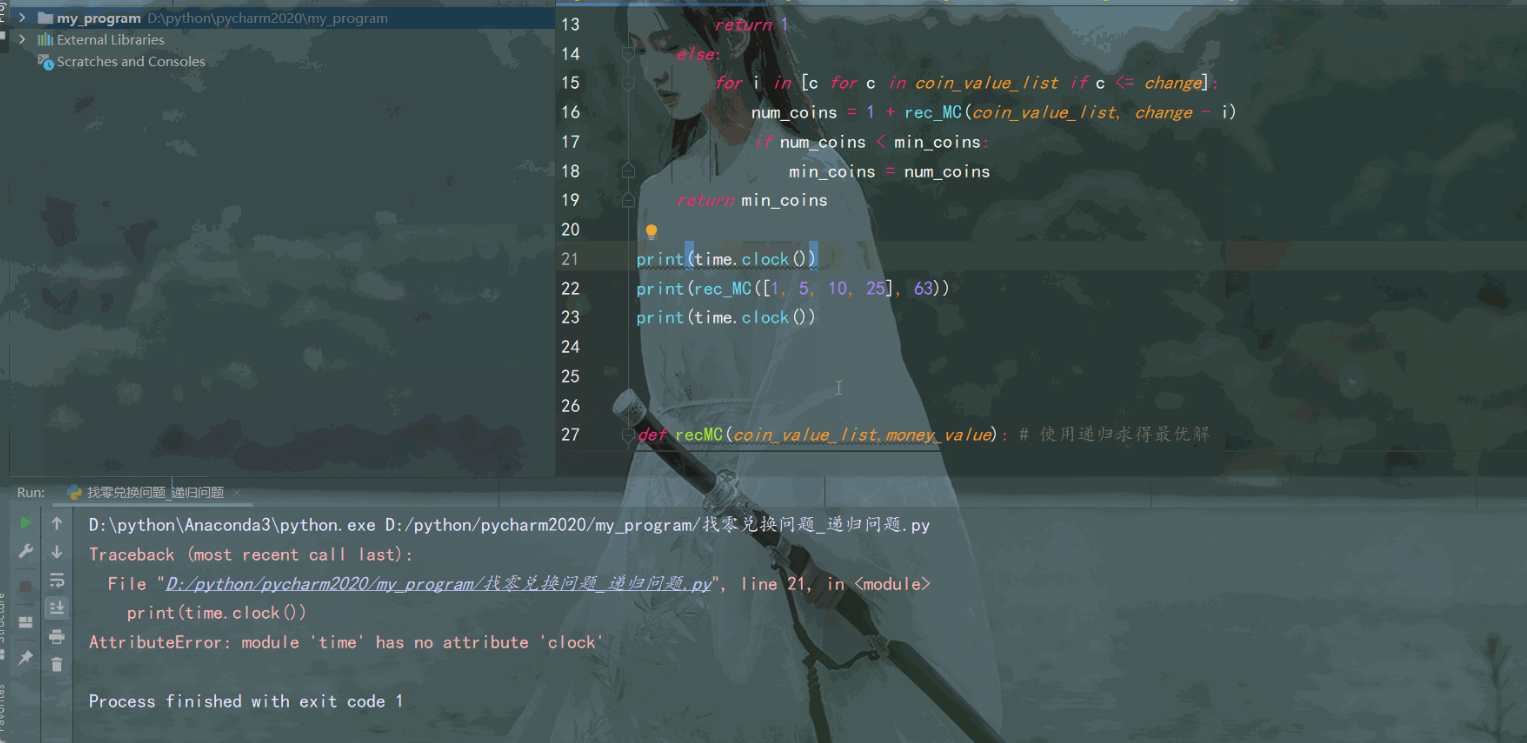 my_program D:\python\pycharm2020\my_program
External Libraries
Scratches and Consoles
13 return 1
14 else:
15 for i in [c for c in coin_value_list if c <= change]:
16 num_coins = 1 + rec_MC(coin_value_list, change - i)
17 if num_coins < min_coins:
18 min_coins = num_coins
19 return min_coins
20
21 print(time.clock())
22 print(rec_MC([1, 5, 10, 25], 63))
23 print(time.clock())
24
25
26
27 def recMC(coin_value_list,money_value): # 使用递归求得最优解
Run: 找零兑换问题_递归问题 ×
D:\python\Anaconda3\python.exe D:/python/pycharm2020/my_program/找零兑换问题_递归问题.py
Traceback (most recent call last):
File "D:/python/pycharm2020/my_program/找零兑换问题_递归问题.py", line 21, in <module>
print(time.clock())
AttributeError: module 'time' has no attribute 'clock'
Process finished with exit code 1